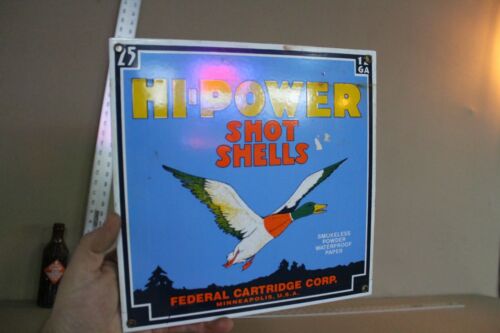 25
12
GA
HI-POWER
SHOT
SHELLS
SMOKELESS
POWDER
WATERPROOF
PAPER
FEDERAL CARTRIDGE CORP.
MINNEAPOLIS, U.S.A.